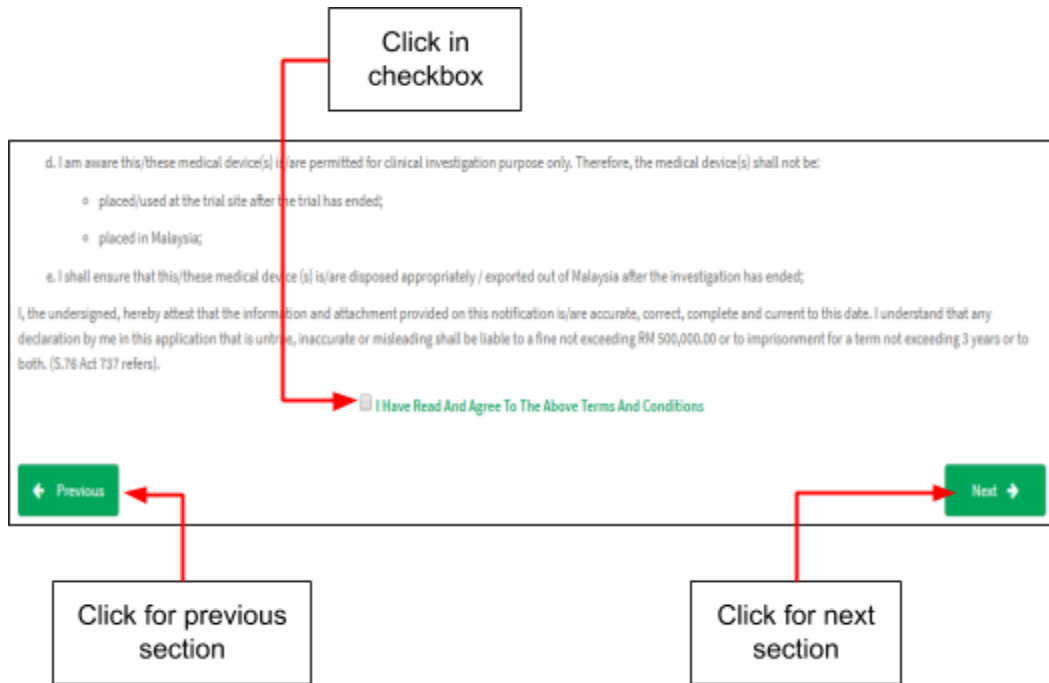 Click in
checkbox
d. I am aware this/these medical device(s) is/are permitted for clinical investigation purpose only. Therefore, the medical device(s) shall not be:
placed/used at the trial site after the trial has ended;
placed in Malaysia;
e. I shall ensure that this/these medical device (s) is/are disposed appropriately / exported out of Malaysia after the investigation has ended;
I, the undersigned, hereby attest that the information and attachment provided on this notification is/are accurate, correct, complete and current to this date. I understand that any
declaration by me in this application that is untrue, inaccurate or misleading shall be liable to a fine not exceeding RM 500,000.00 or to imprisonment for a term not exceeding 3 years or to
both. (S.76 Act 737 refers).
I Have Read And Agree To The Above Terms And Conditions
Previous
Next
Click for previous
section
Click for next
section